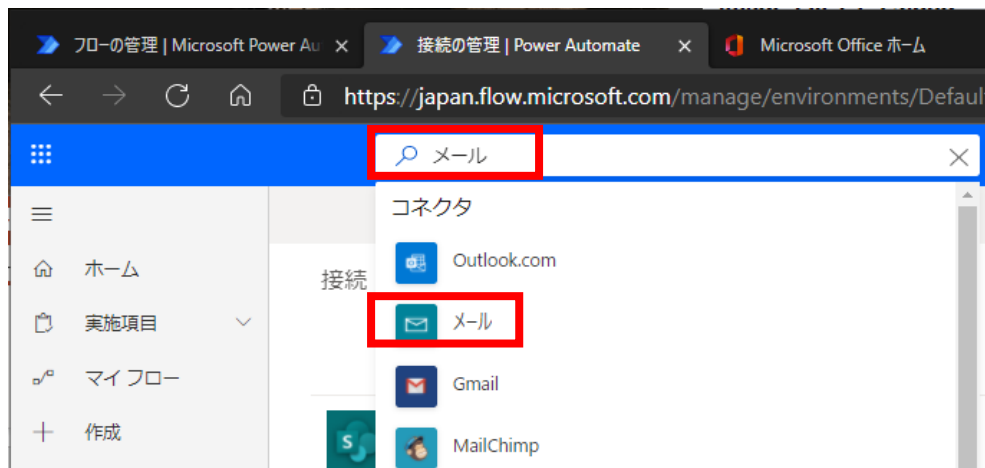 フローの管理 | Microsoft Power Au
接続の管理 | Power Automate
Microsoft Office ホーム
https://japan.flow.microsoft.com/manage/environments/Defaul
メール
コネクタ
ホーム
Outlook.com
接続
実施項目
メール
マイ フロー
Gmail
作成
MailChimp